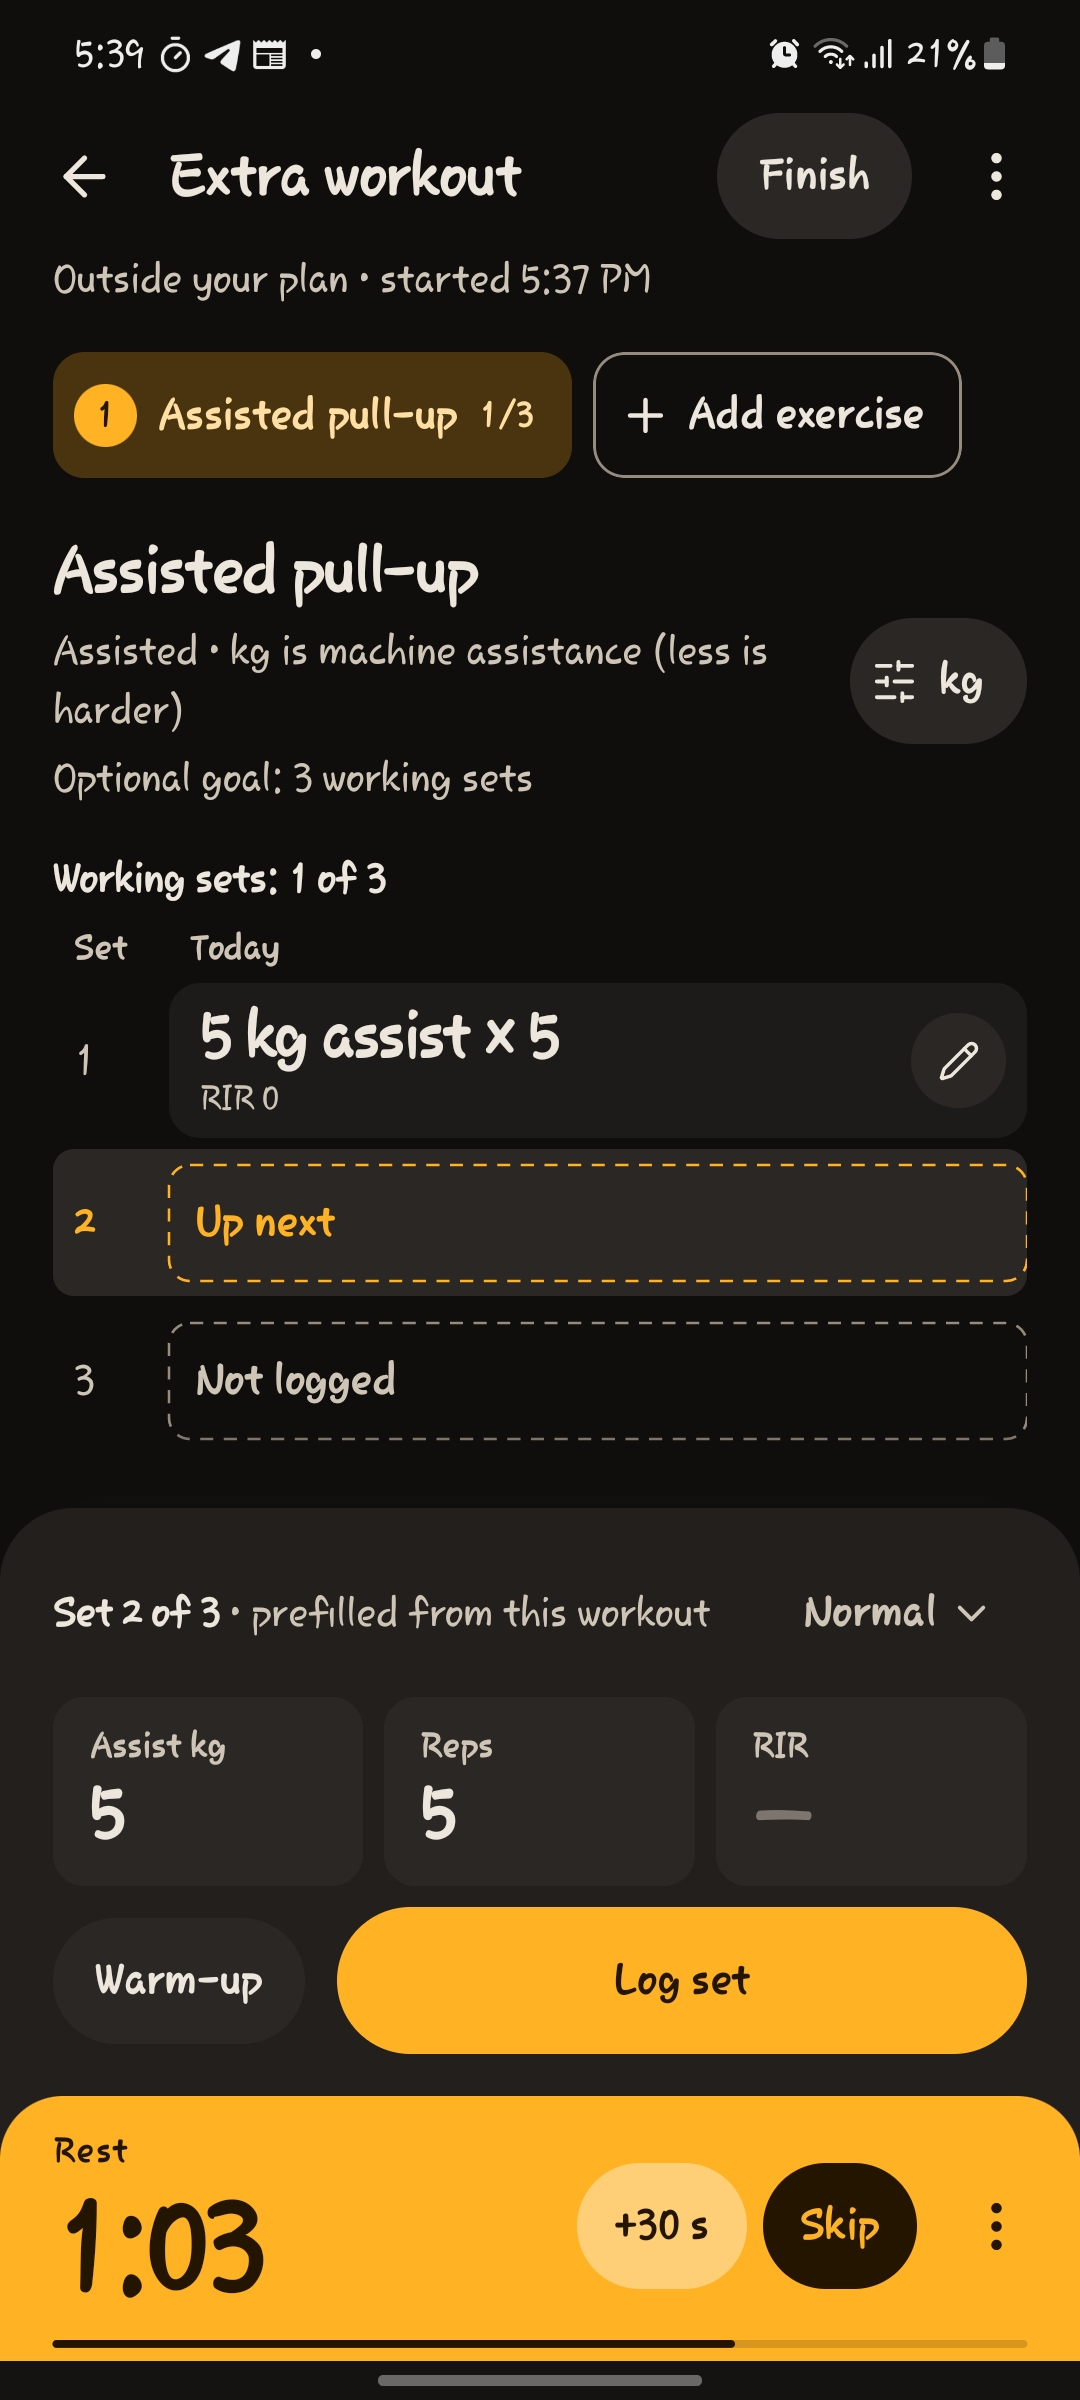 5:39
21%
Extra workout
Finish
Outside your plan • started 5:37 PM
1 Assisted pull-up 1/3
+ Add exercise
Assisted pull-up
Assisted • kg is machine assistance (less is
harder)
kg
Optional goal: 3 working sets
Working sets: 1 of 3
Set Today
1
5 kg assist × 5
RIR 0
2 Up next
3 Not logged
Set 2 of 3 • prefilled from this workout
Normal
Assist kg
5
Reps
5
RIR
—
Warm-up
Log set
Rest
1:03
+30 s
Skip